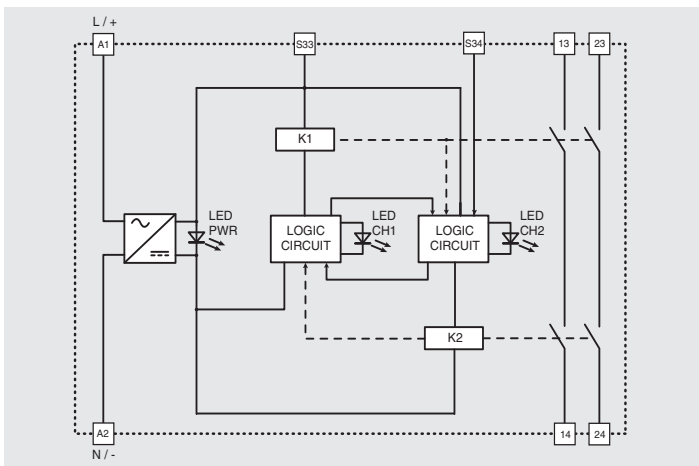 L / +
A1
S33
S34
13
23
K1
LED
PWR
LOGIC
CIRCUIT
LED
CH1
LOGIC
CIRCUIT
LED
CH2
K2
A2
14
24
N / -